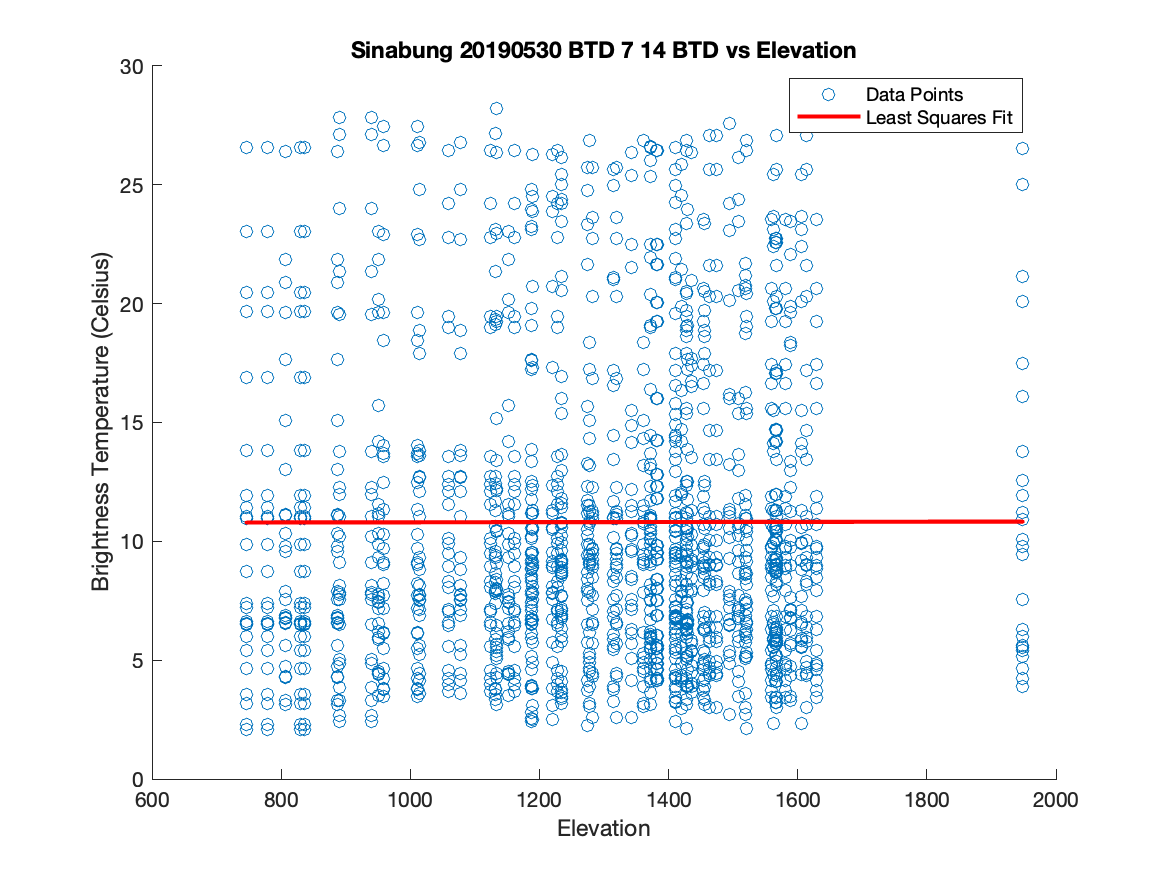 Sinabung 20190530 BTD 7 14 BTD vs Elevation
Data Points
Least Squares Fit
Brightness Temperature (Celsius)
30
25
20
15
10
5
0
600 800 1000 1200 1400 1600 1800 2000
Elevation